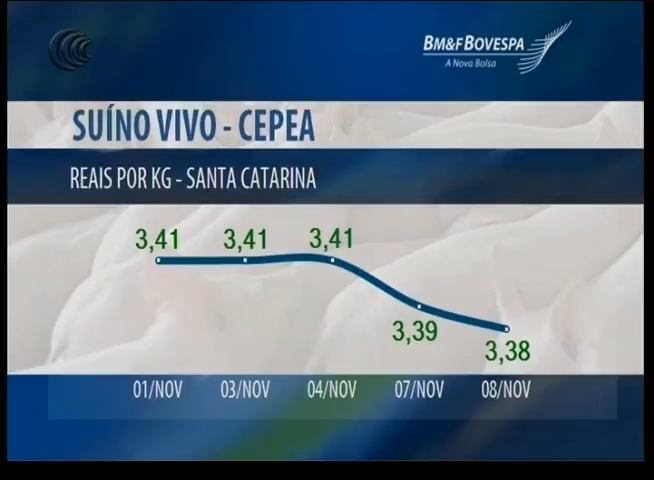 BM&FBOVESPA
A Nova Bolsa
SUÍNO VIVO - CEPEA
REAIS POR KG - SANTA CATARINA
3,41 3,41 3,41
3,39
3,38
01/NOV 03/NOV 04/NOV 07/NOV 08/NOV